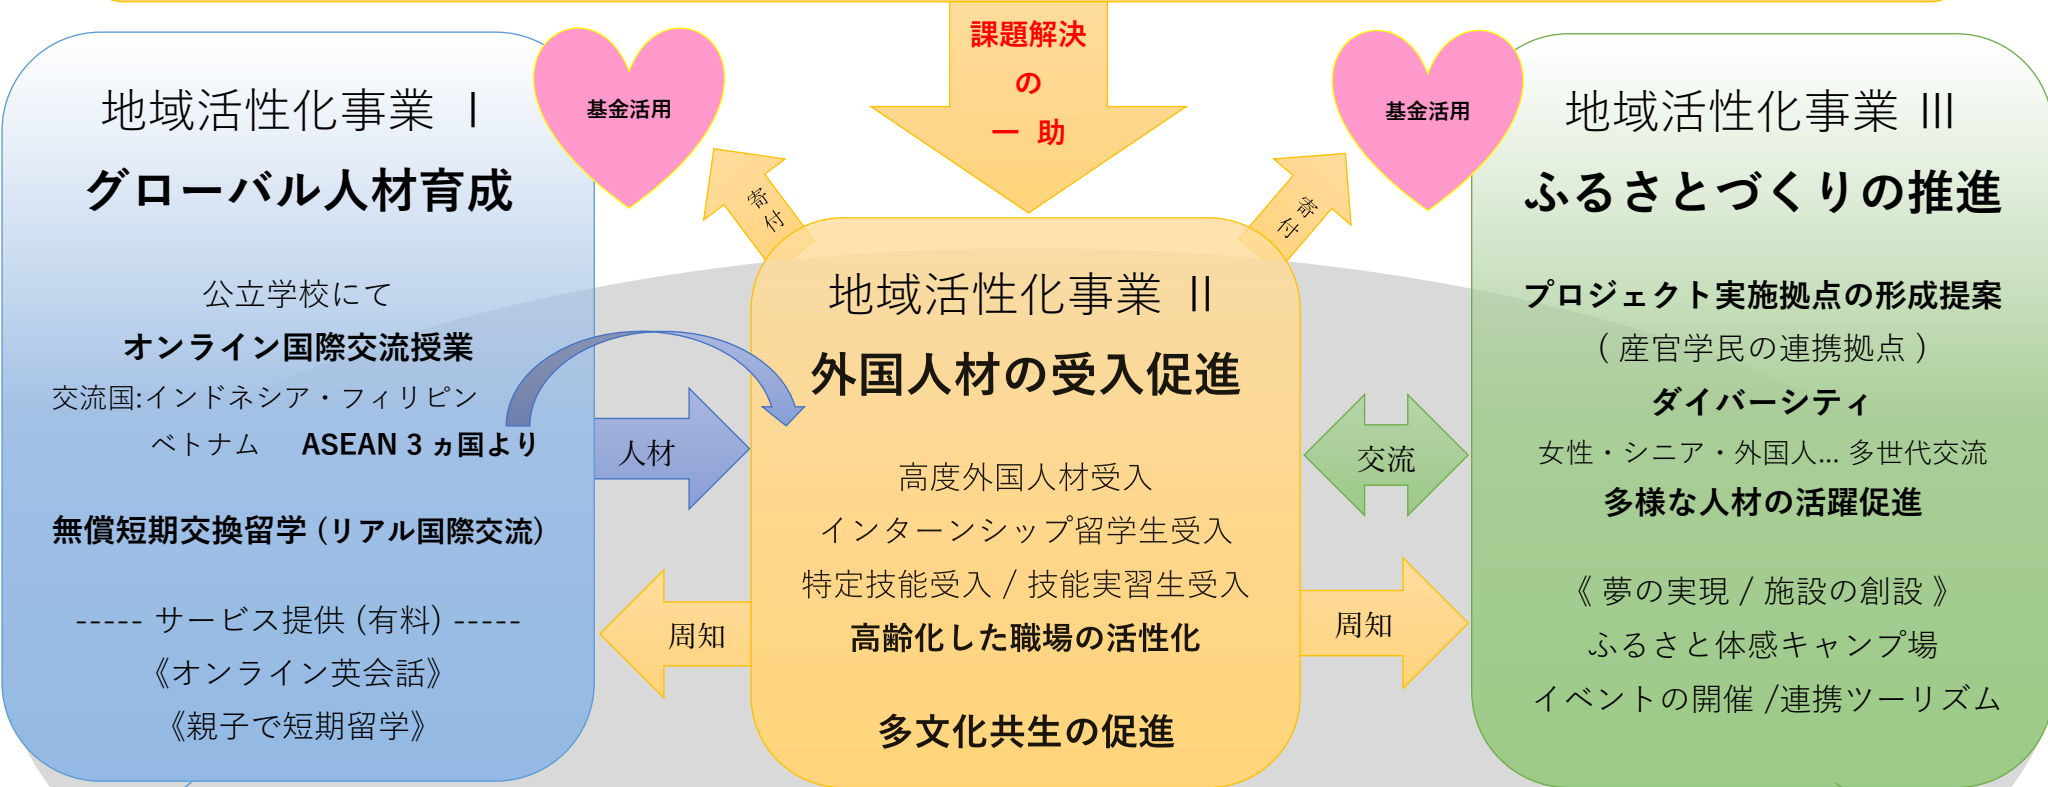 課題解決
の
一 助
地域活性化事業 Ⅰ
グローバル人材育成
公立学校にて
オンライン国際交流授業
交流国:インドネシア・フィリピン
ベトナム ASEAN 3 ヵ国より
無償短期交換留学 (リアル国際交流)
----- サービス提供 (有料) -----
《オンライン英会話》
《親子で短期留学》
基金活用
寄付
人材
周知
地域活性化事業 Ⅱ
外国人材の受入促進
高度外国人材受入
インターンシップ留学生受入
特定技能受入 / 技能実習生受入
高齢化した職場の活性化
多文化共生の促進
基金活用
寄付
交流
周知
地域活性化事業 Ⅲ
ふるさとづくりの推進
プロジェクト実施拠点の形成提案
( 産官学民の連携拠点 )
ダイバーシティ
女性・シニア・外国人... 多世代交流
多様な人材の活躍促進
《 夢の実現 / 施設の創設 》
ふるさと体感キャンプ場
イベントの開催 /連携ツーリズム